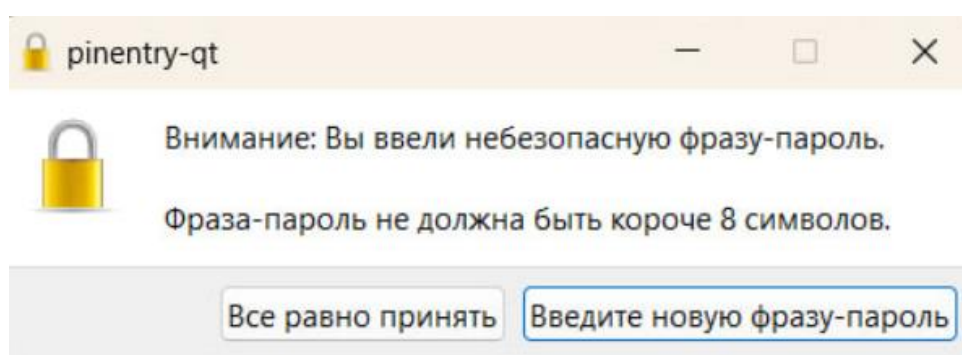 pinentry-qt
Внимание: Вы ввели небезопасную фразу-пароль.
Фраза-пароль не должна быть короче 8 символов.
Все равно принять Введите новую фразу-пароль